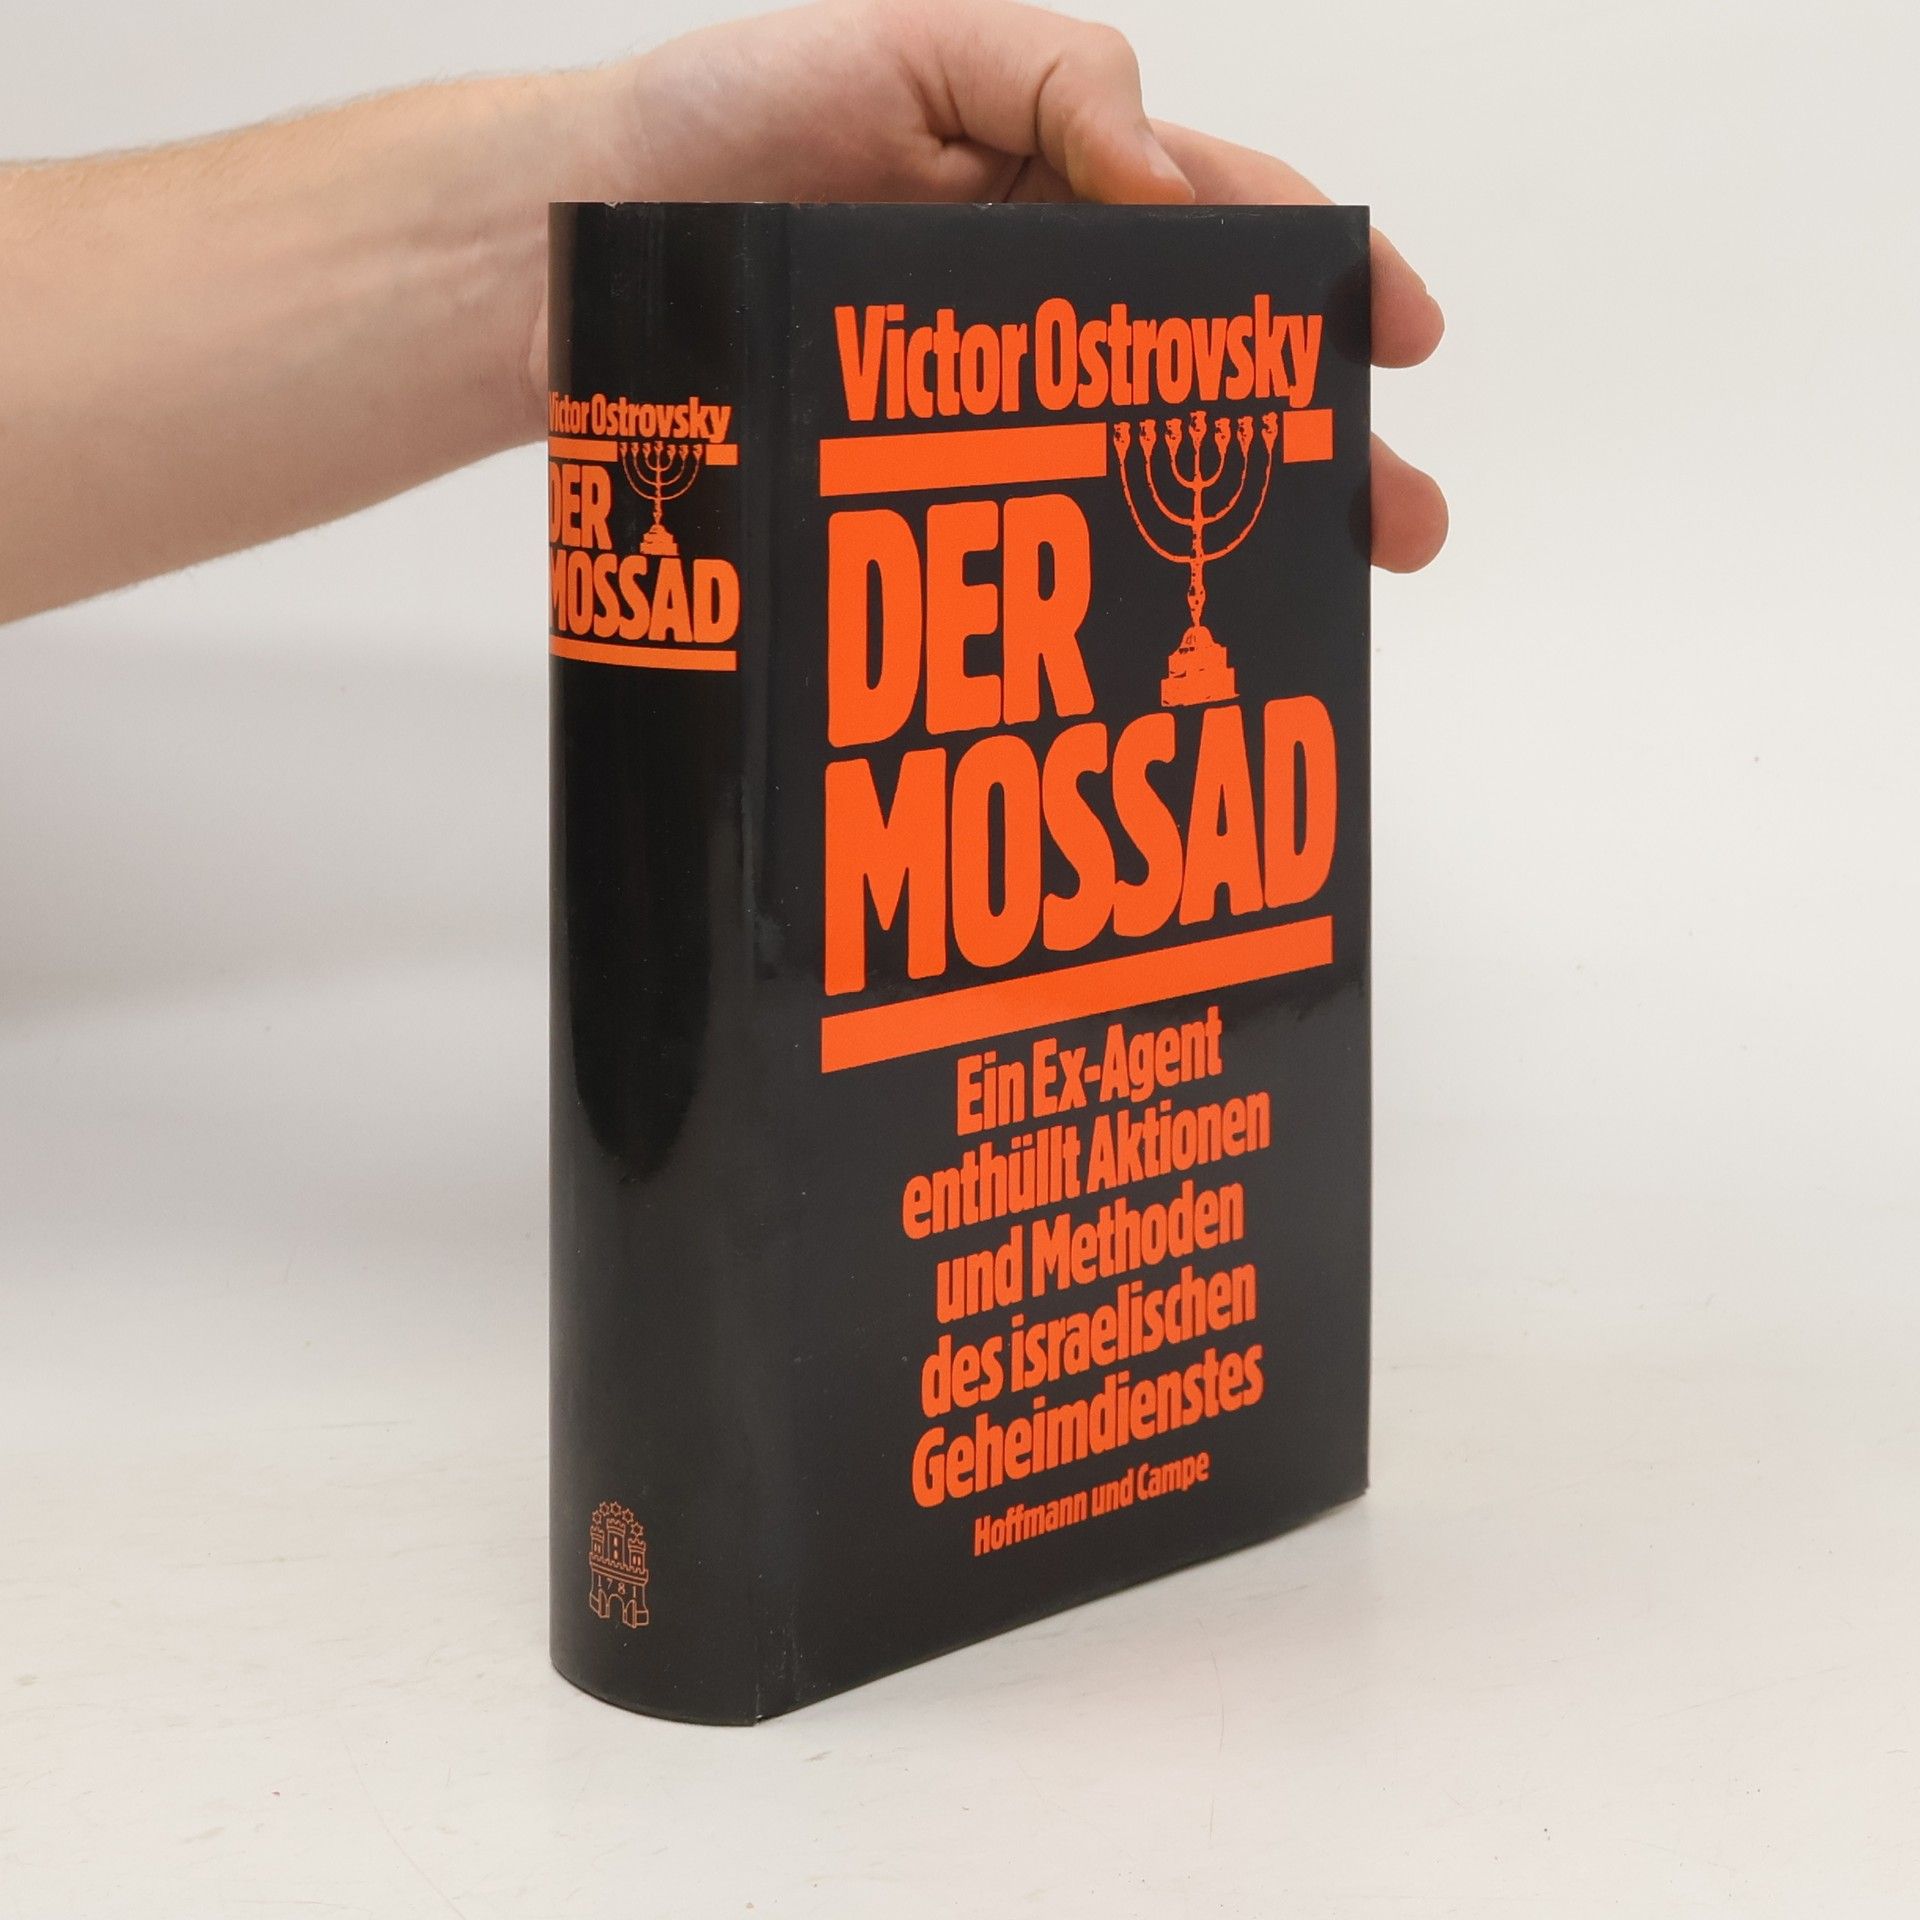 Victor Ostrovsky
DER
MOSSAD
1781
Victor Ostrovsky
DER
MOSSAD
Ein Ex-Agent
enthüllt Aktionen
und Methoden
des israelischen
Geheimdienstes
Hoffmann und Campe